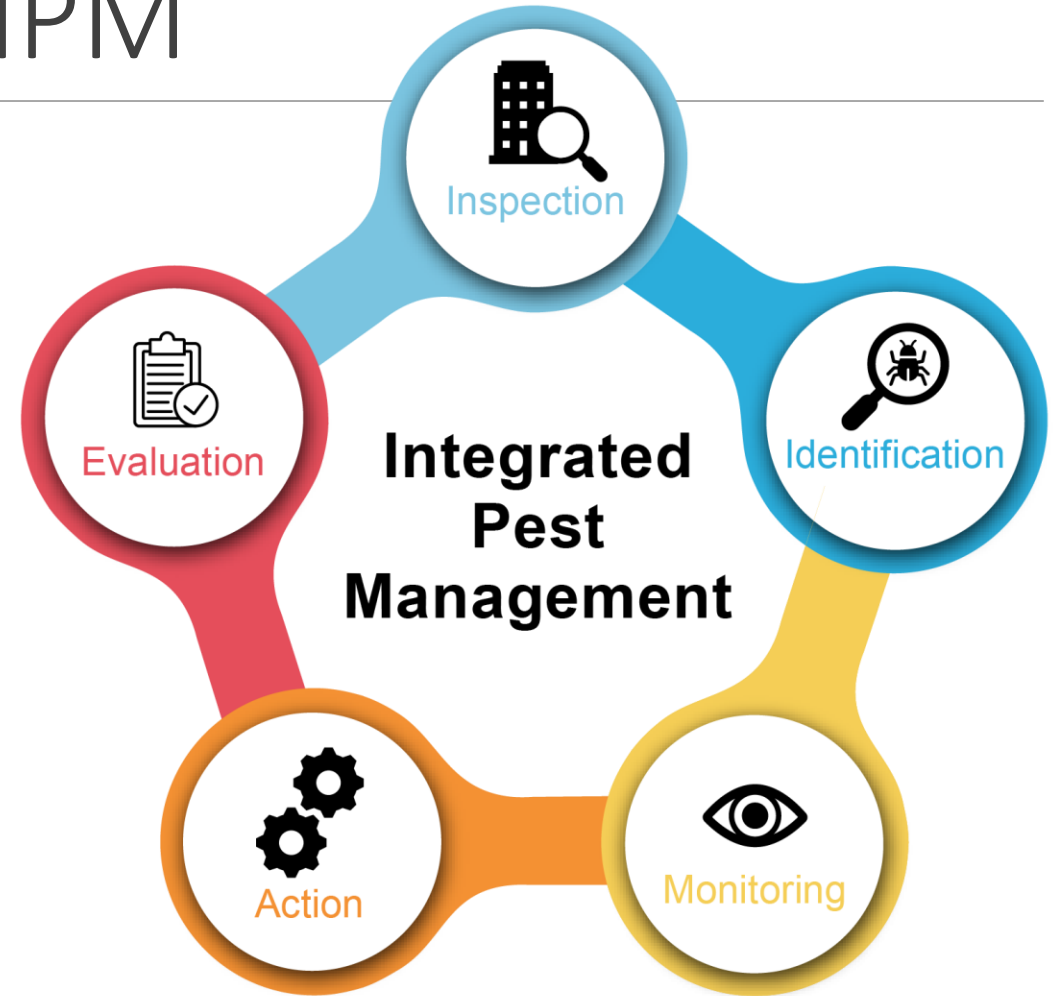 IPM
Inspection
Identification
Evaluation
Integrated
Pest
Management
Monitoring
Action